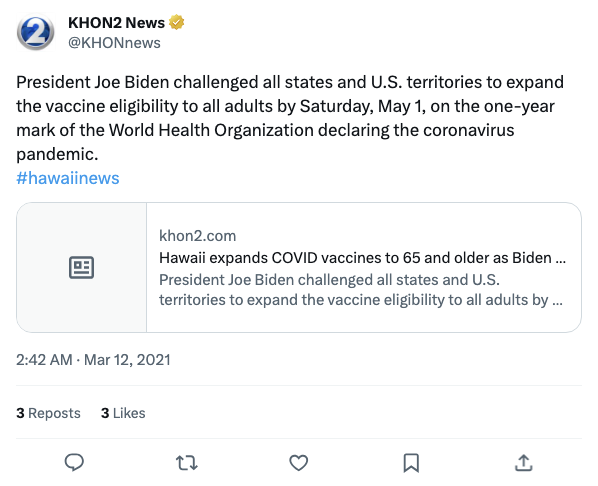 KHON2 News
@KHONnews
President Joe Biden challenged all states and U.S. territories to expand
the vaccine eligibility to all adults by Saturday, May 1, on the one-year
mark of the World Health Organization declaring the coronavirus
pandemic.
#hawaiinews
khon2.com
Hawaii expands COVID vaccines to 65 and older as Biden ...
President Joe Biden challenged all states and U.S.
territories to expand the vaccine eligibility to all adults by ...
2:42 AM · Mar 12, 2021
3 Reposts 3 Likes